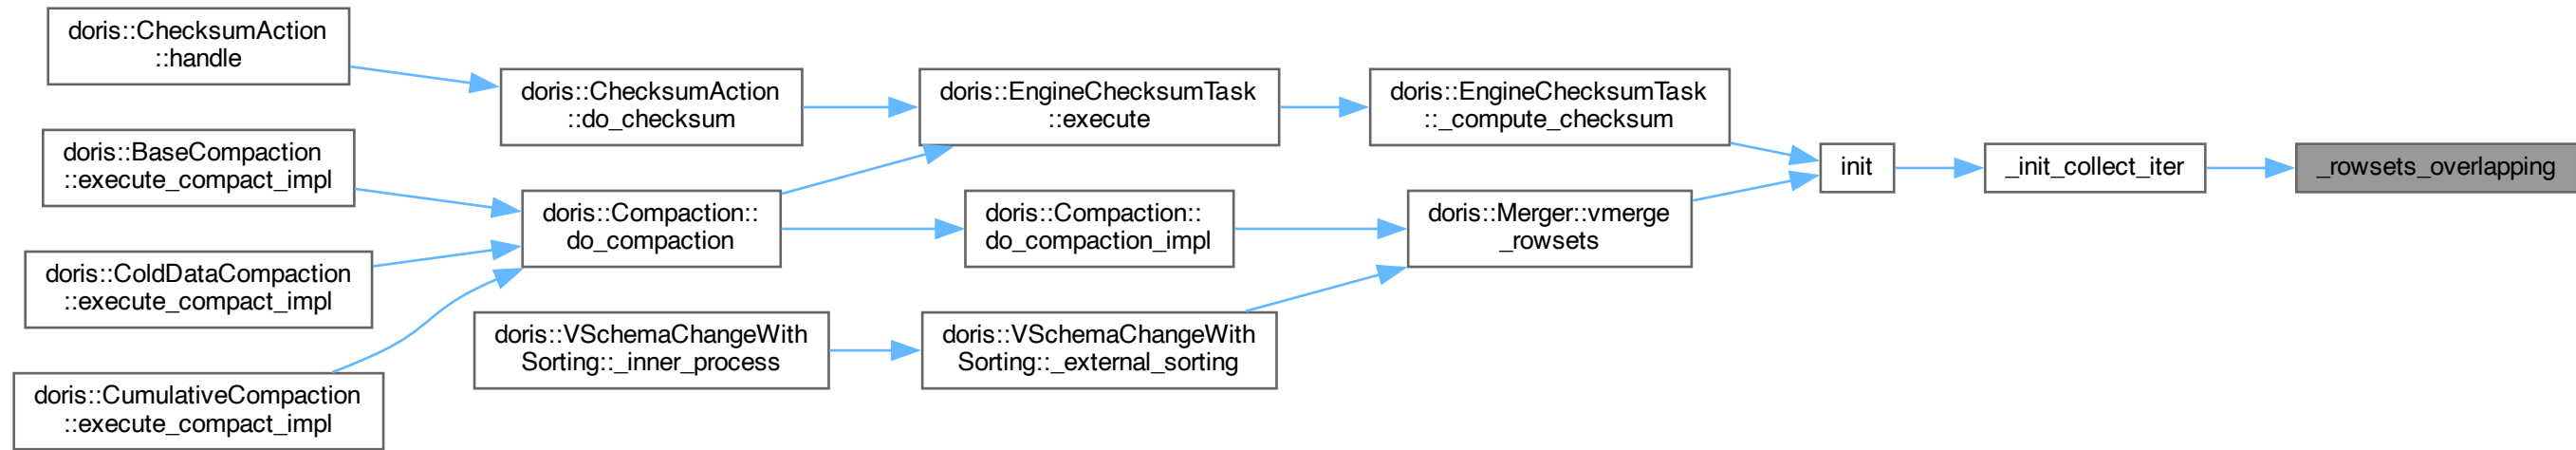 doris::ChecksumAction
::handle
doris::BaseCompaction
::execute_compact_impl
doris::ColdDataCompaction
::execute_compact_impl
doris::CumulativeCompaction
::execute_compact_impl
doris::ChecksumAction
::do_checksum
doris::Compaction::
do_compaction
doris::VSchemaChangeWith
Sorting::_inner_process
doris::EngineChecksumTask
::execute
doris::Compaction::
do_compaction_impl
doris::VSchemaChangeWith
Sorting::_external_sorting
doris::EngineChecksumTask
::_compute_checksum
doris::Merger::vmerge
_rowsets
init
_init_collect_iter
_rowsets_overlapping